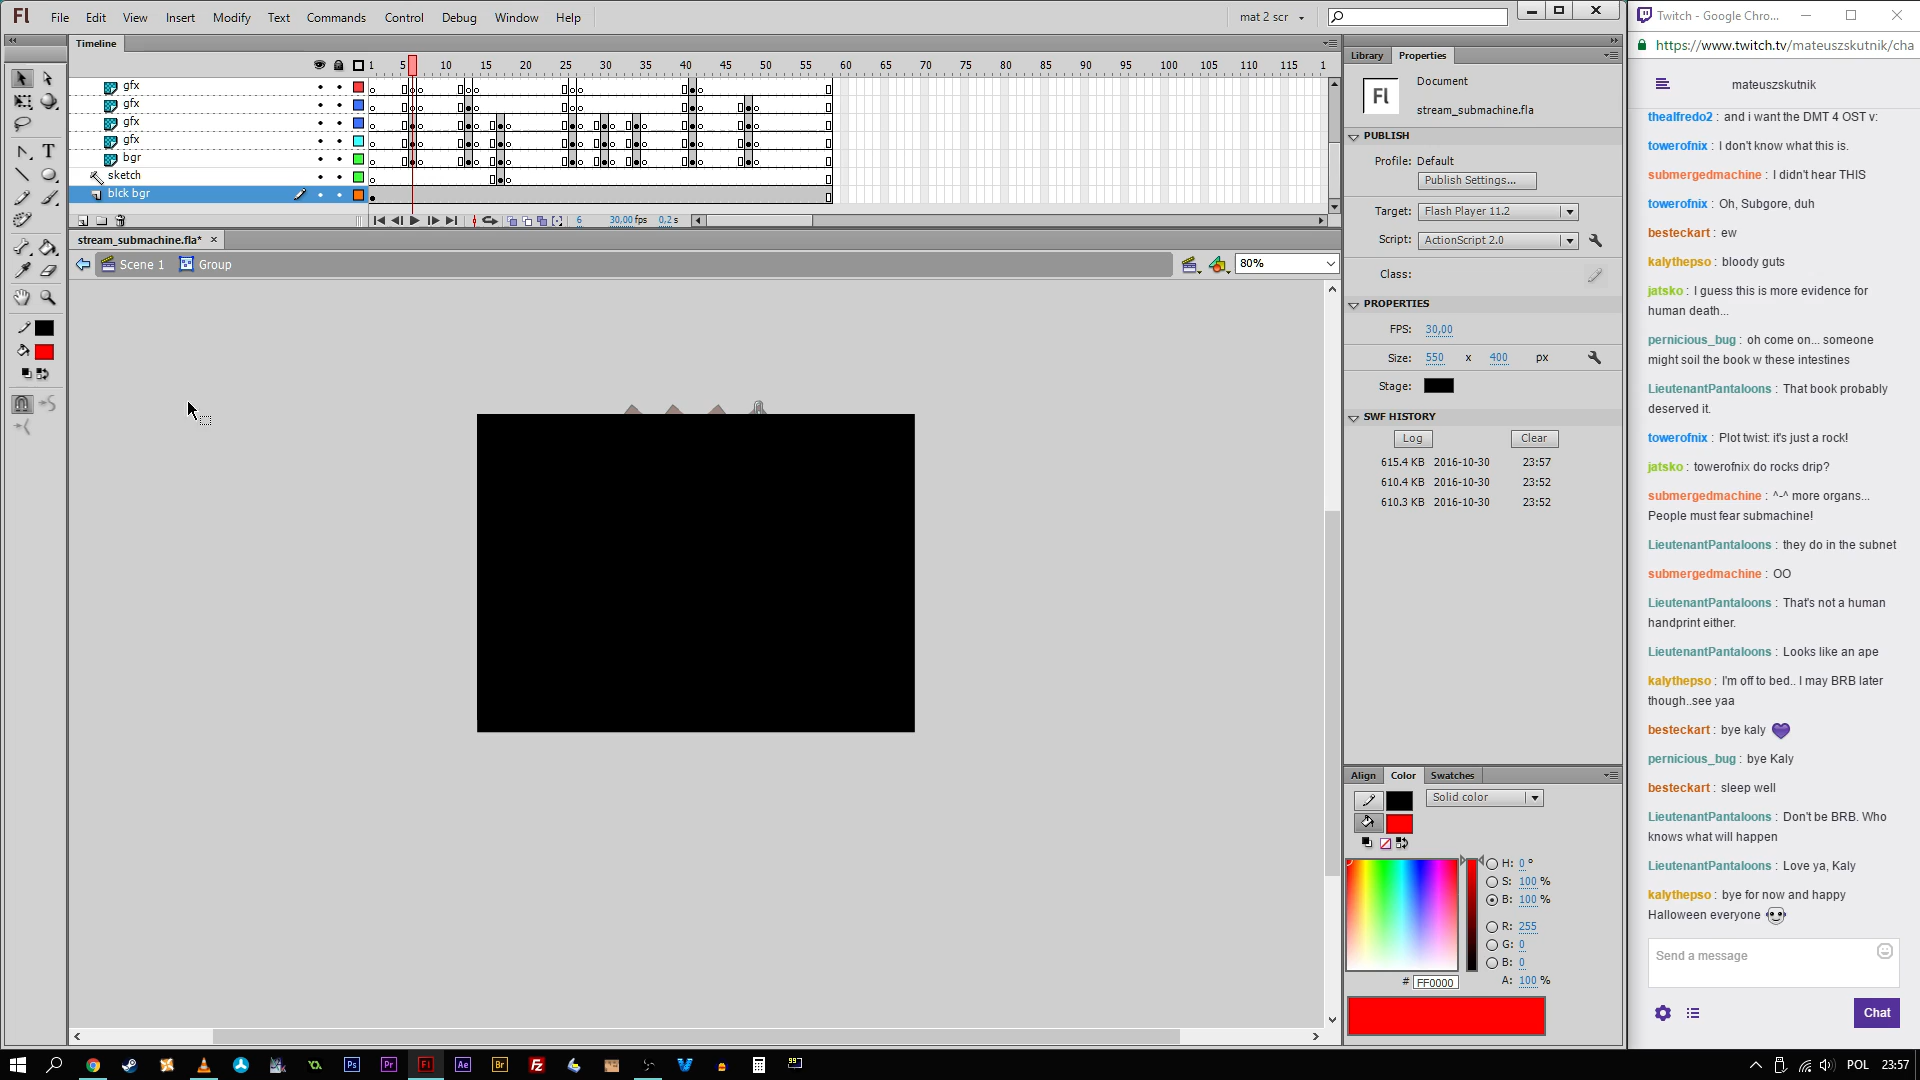 Fl File Edit View Insert Modify Text Commands Control Debug Window Help mat 2 scr
Timeline
1 5 10 15 20 25 30 35 40 45 50 55 60 65 70 75 80 85 90 95 100 105 110 115 1
gfx
gfx
gfx
gfx
bgr
sketch
blck bgr
6 30,00 fps 0,2 s
stream_submachine.fla* ×
Scene 1 Group 80%
Library Properties
Fl
Document
stream_submachine.fla
PUBLISH
Profile: Default
Publish Settings...
Target: Flash Player 11.2
Script: ActionScript 2.0
Class:
PROPERTIES
FPS: 30,00
Size: 550 x 400 px
Stage:
SWF HISTORY
Log Clear
615.4 KB 2016-10-30 23:57
610.4 KB 2016-10-30 23:52
610.3 KB 2016-10-30 23:52
Align Color Swatches
Solid color
H: 0 °
S: 100 %
B: 100 %
R: 255
G: 0
B: 0
# FF0000 A: 100 %
Twitch - Google Chro...
https://www.twitch.tv/mateuszskutnik/cha
mateuszskutnik
thealfredo2 : and i want the DMT 4 OST v:
towerofnix : I don't know what this is.
submergedmachine : I didn't hear THIS
towerofnix : Oh, Subgore, duh
besteckart : ew
kalythepso : bloody guts
jatsko : I guess this is more evidence for
human death...
pernicious_bug : oh come on... someone
might soil the book w these intestines
LieutenantPantaloons : That book probably
deserved it.
towerofnix : Plot twist: it's just a rock!
jatsko : towerofnix do rocks drip?
submergedmachine : ^-^ more organs...
People must fear submachine!
LieutenantPantaloons : they do in the subnet
submergedmachine : OO
LieutenantPantaloons : That's not a human
handprint either.
LieutenantPantaloons : Looks like an ape
kalythepso : I'm off to bed.. I may BRB later
though..see yaa
besteckart : bye kaly
pernicious_bug : bye Kaly
besteckart : sleep well
LieutenantPantaloons : Don't be BRB. Who
knows what will happen
LieutenantPantaloons : Love ya, Kaly
kalythepso : bye for now and happy
Halloween everyone
Send a message
Chat
Ps Pr Fl Ae Br Fz
POL 23:57